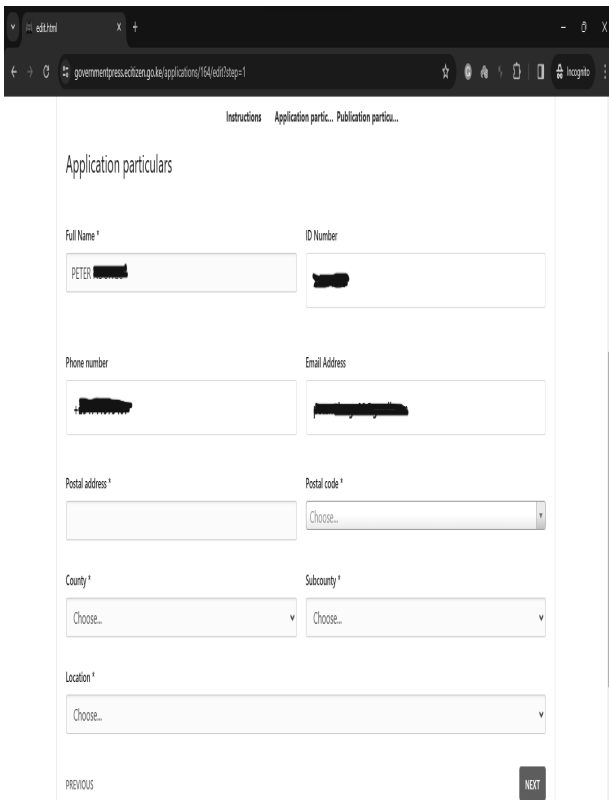 edit.html
governmentpress.ecitizen.go.ke/applications/164/edit?step=1
Incognito
Instructions Application partic... Publication particu...
Application particulars
Full Name * ID Number
PETER
Phone number Email Address
Postal address * Postal code *
Choose...
County * Subcounty *
Choose... Choose...
Location *
Choose...
PREVIOUS NEXT